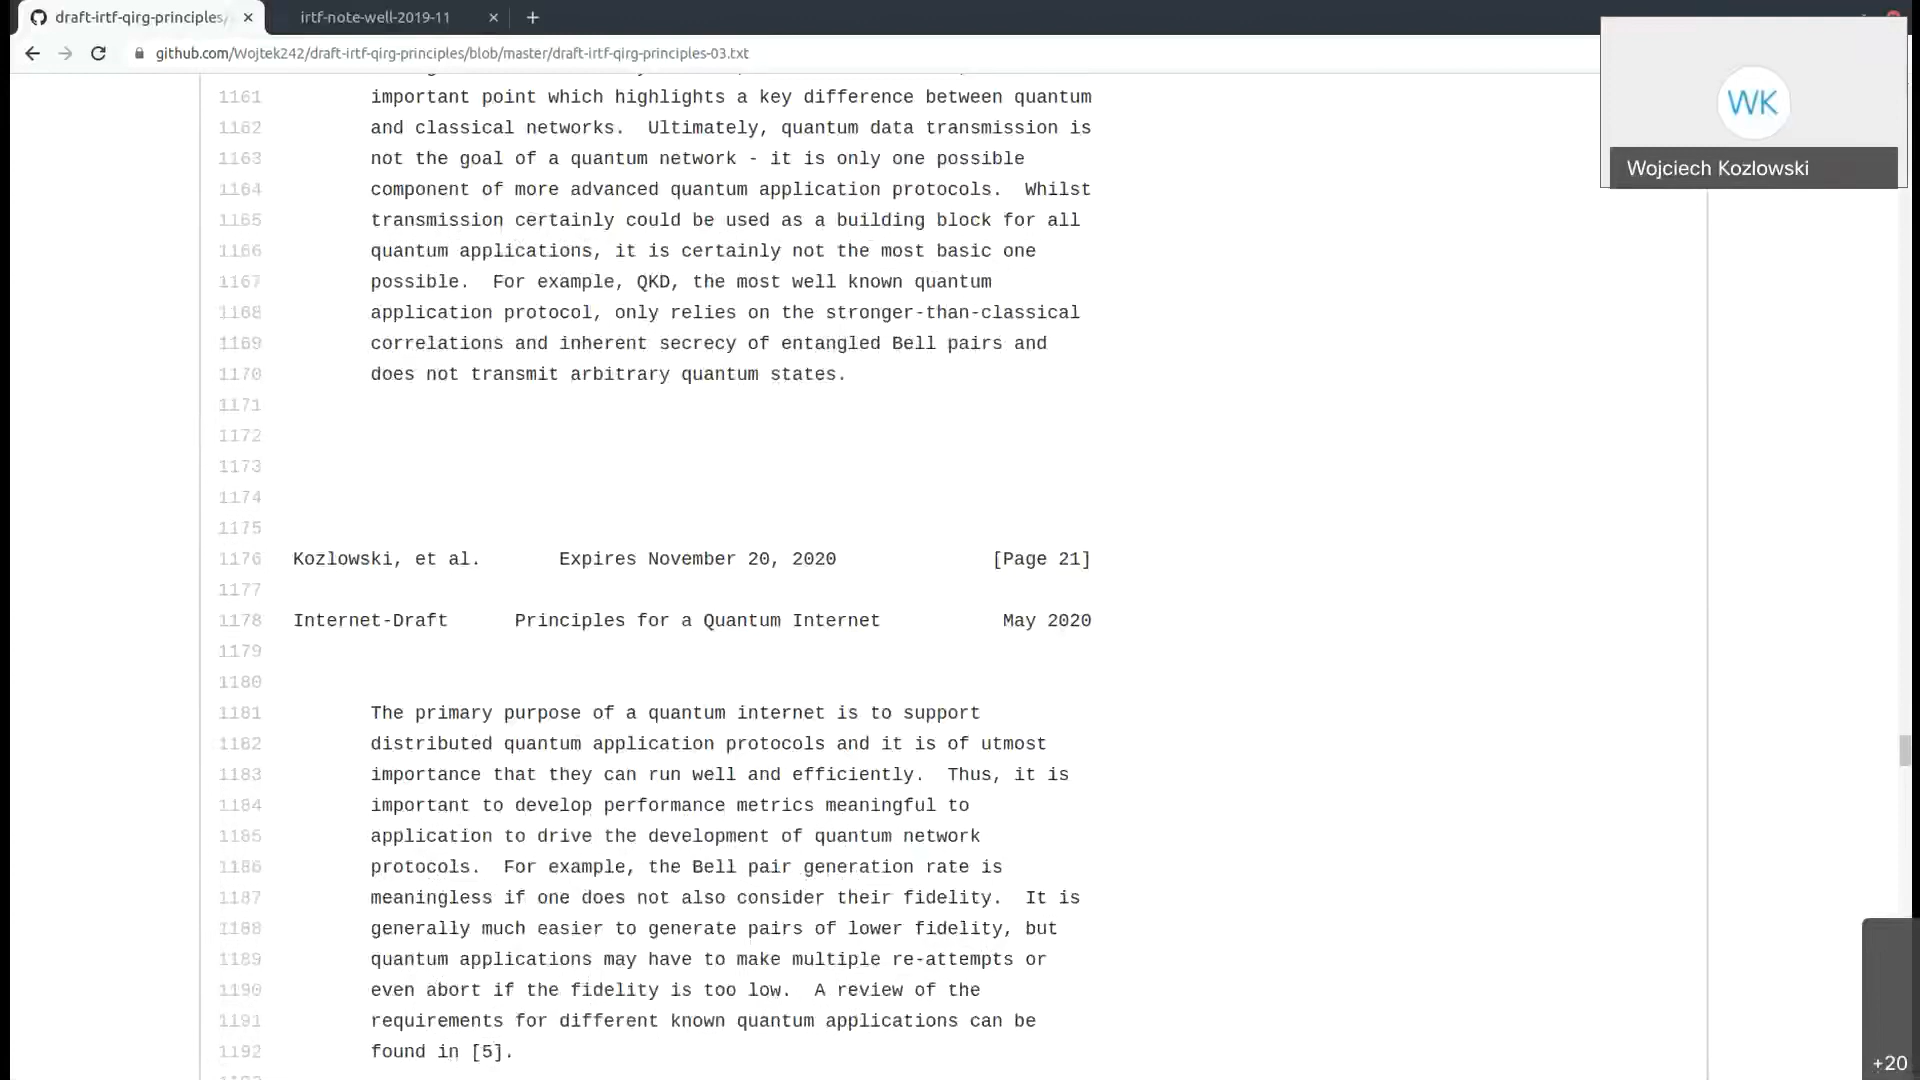 draft-irtf-qirg-principles/
irtf-note-well-2019-11
github.com/Wojtek242/draft-irtf-qirg-principles/blob/master/draft-irtf-qirg-principles-03.txt
WK
Wojciech Kozlowski
1161 important point which highlights a key difference between quantum
1162 and classical networks.  Ultimately, quantum data transmission is
1163 not the goal of a quantum network - it is only one possible
1164 component of more advanced quantum application protocols.  Whilst
1165 transmission certainly could be used as a building block for all
1166 quantum applications, it is certainly not the most basic one
1167 possible.  For example, QKD, the most well known quantum
1168 application protocol, only relies on the stronger-than-classical
1169 correlations and inherent secrecy of entangled Bell pairs and
1170 does not transmit arbitrary quantum states.
1171
1172
1173
1174
1175
1176 Kozlowski, et al. Expires November 20, 2020 [Page 21]
1177
1178 Internet-Draft Principles for a Quantum Internet May 2020
1179
1180
1181 The primary purpose of a quantum internet is to support
1182 distributed quantum application protocols and it is of utmost
1183 importance that they can run well and efficiently.  Thus, it is
1184 important to develop performance metrics meaningful to
1185 application to drive the development of quantum network
1186 protocols.  For example, the Bell pair generation rate is
1187 meaningless if one does not also consider their fidelity.  It is
1188 generally much easier to generate pairs of lower fidelity, but
1189 quantum applications may have to make multiple re-attempts or
1190 even abort if the fidelity is too low.  A review of the
1191 requirements for different known quantum applications can be
1192 found in [5].
+20